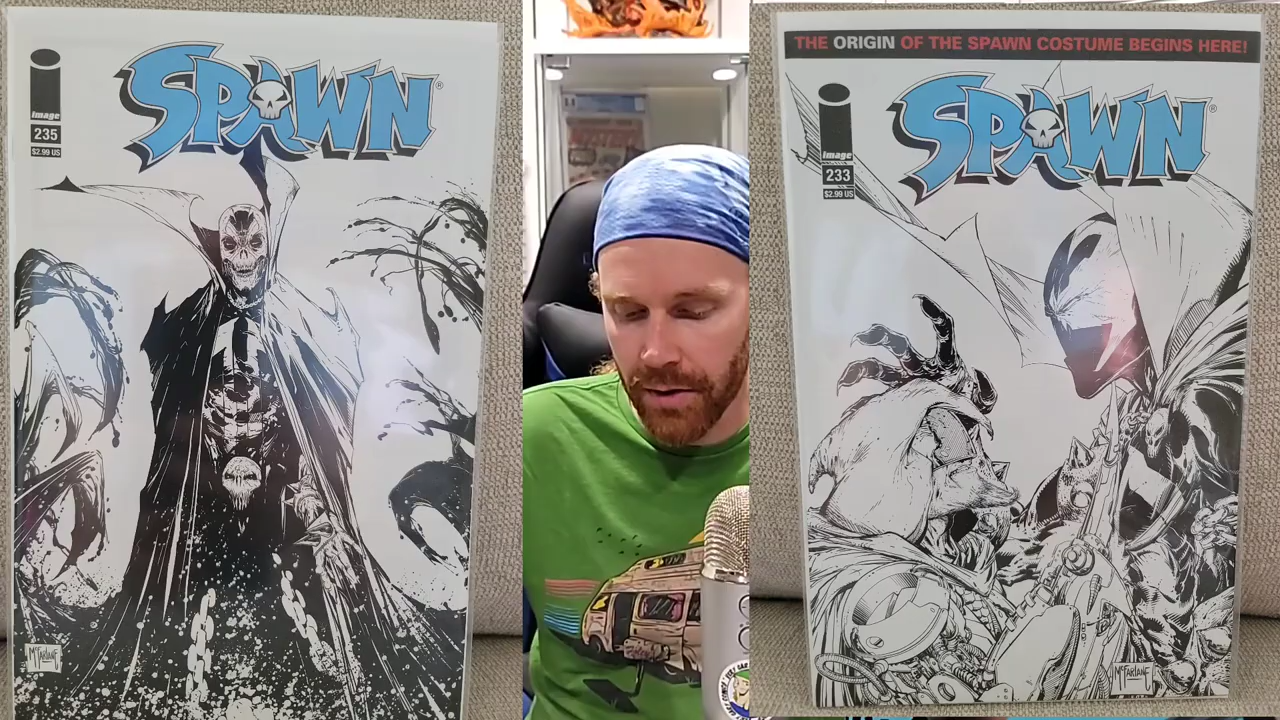 image
235
$2.99 US
SPAWN®
McFARLANE
THE ORIGIN OF THE SPAWN COSTUME BEGINS HERE!
image
233
$2.99 US
SPAWN®
McFARLANE